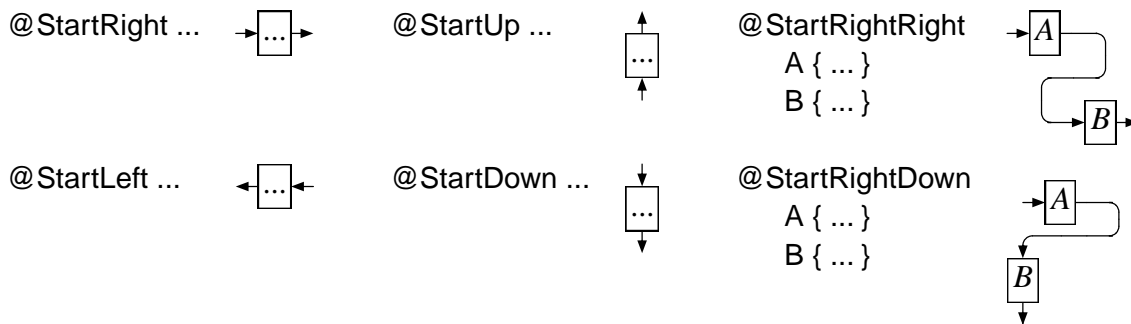 @StartRight ...
...
@StartUp ...
...
@StartRightRight
A { ... }
B { ... }
A
B
@StartLeft ...
...
@StartDown ...
...
@StartRightDown
A { ... }
B { ... }
A
B